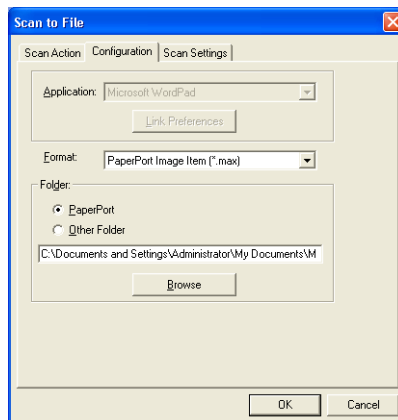 Scan to File
Scan Action Configuration Scan Settings
Application: Microsoft WordPad
Link Preferences
Format: PaperPort Image Item (*.max)
Folder:
PaperPort
Other Folder
C:\Documents and Settings\Administrator\My Documents\M
Browse
OK Cancel